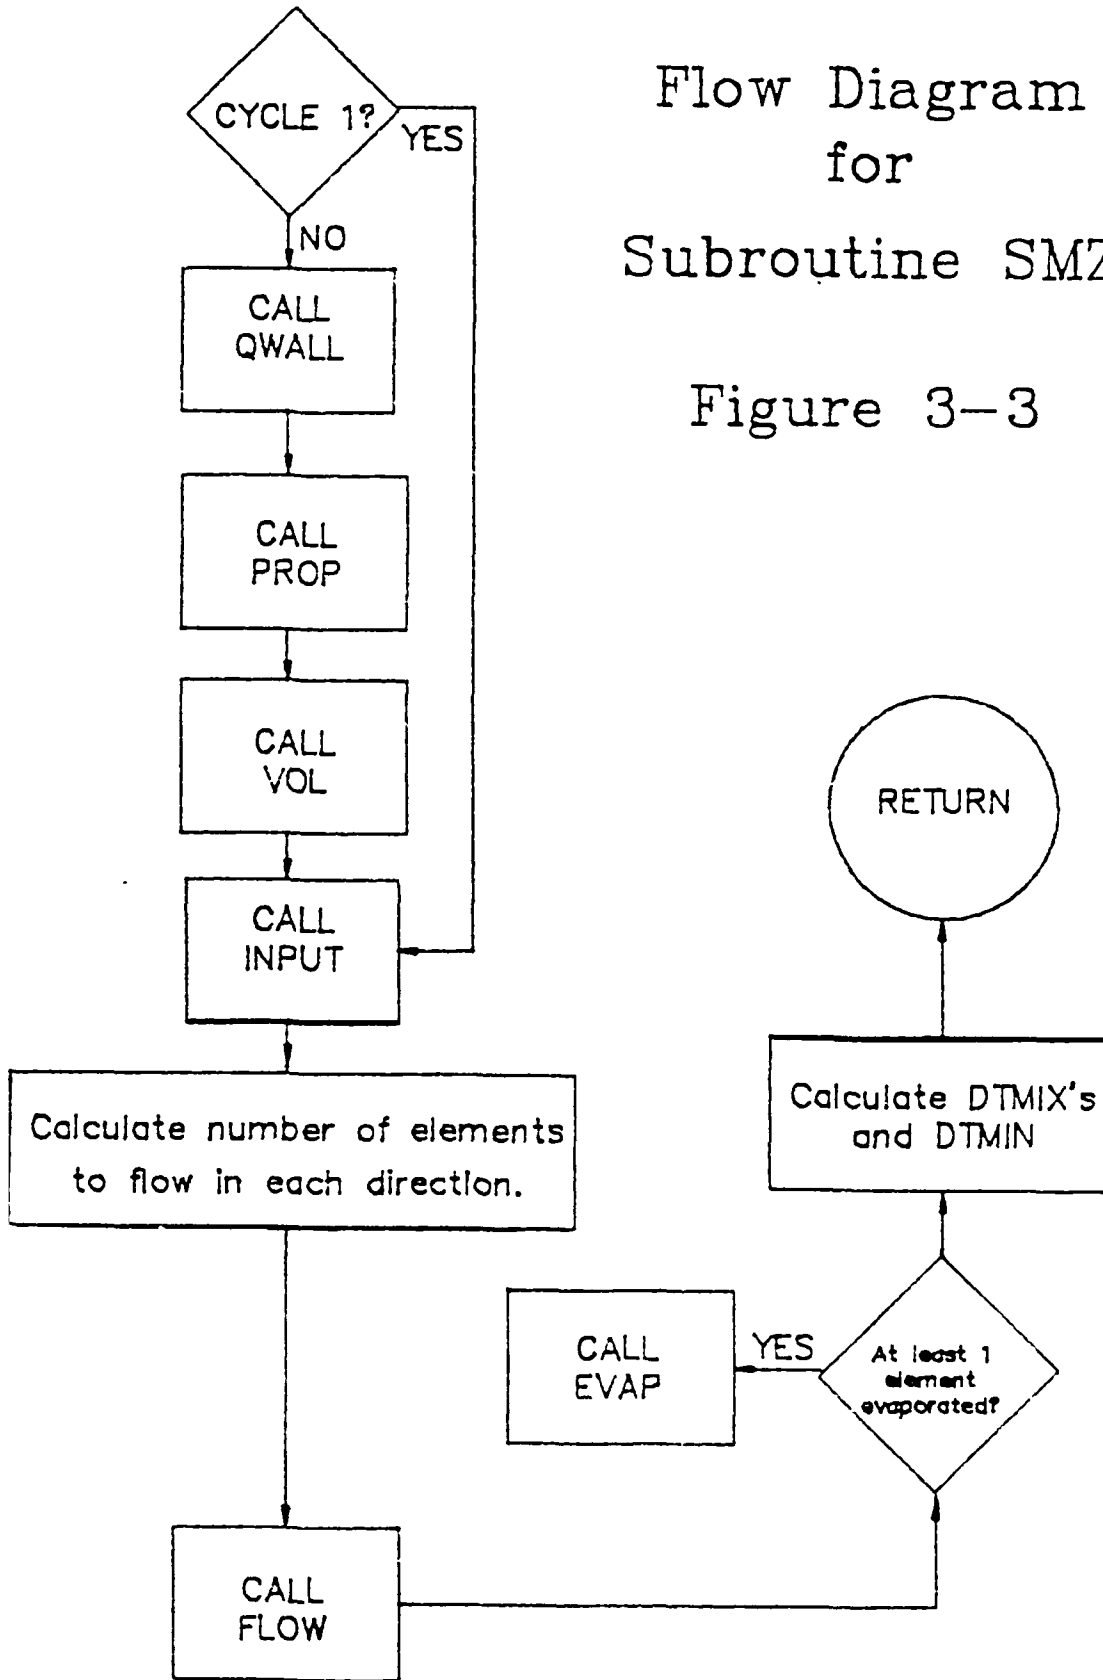 Flow Diagram
for
Subroutine SMZ
Figure 3-3
CYCLE 1?
YES
NO
CALL
QWALL
CALL
PROP
CALL
VOL
CALL
INPUT
Calculate number of elements
to flow in each direction.
CALL
FLOW
At least 1
element
evaporated?
YES
CALL
EVAP
Calculate DTMIX's
and DTMIN
RETURN